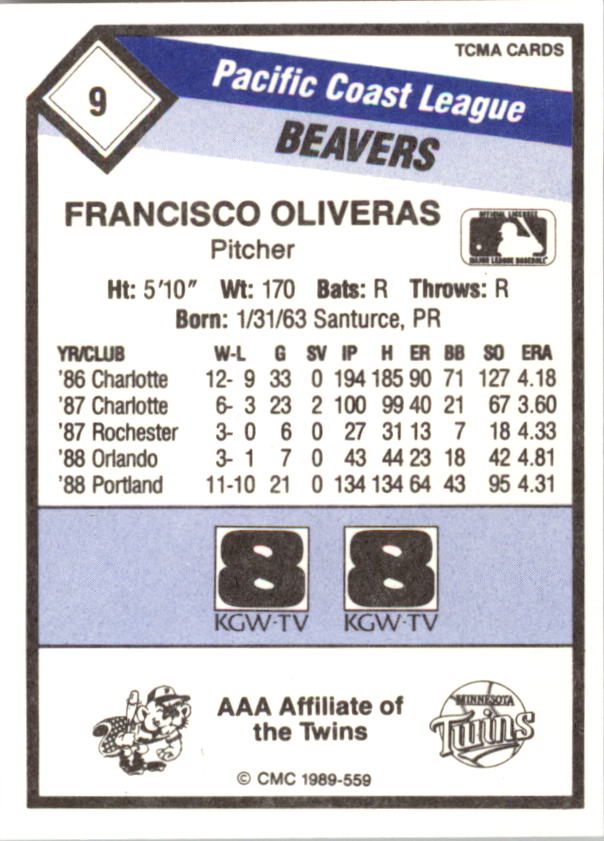 TCMA CARDS
9
Pacific Coast League
BEAVERS
FRANCISCO OLIVERAS
Pitcher
OFFICIAL LICENSEE
MAJOR LEAGUE BASEBALL
Ht: 5'10" Wt: 170 Bats: R Throws: R
Born: 1/31/63 Santurce, PR
YR/CLUB W-L G SV IP H ER BB SO ERA
'86 Charlotte 12- 9 33 0 194 185 90 71 127 4.18
'87 Charlotte 6- 3 23 2 100 99 40 21 67 3.60
'87 Rochester 3- 0 6 0 27 31 13 7 18 4.33
'88 Orlando 3- 1 7 0 43 44 23 18 42 4.81
'88 Portland 11-10 21 0 134 134 64 43 95 4.31
8 8
KGW-TV KGW-TV
AAA Affiliate of
the Twins
MINNESOTA
Twins
© CMC 1989-559